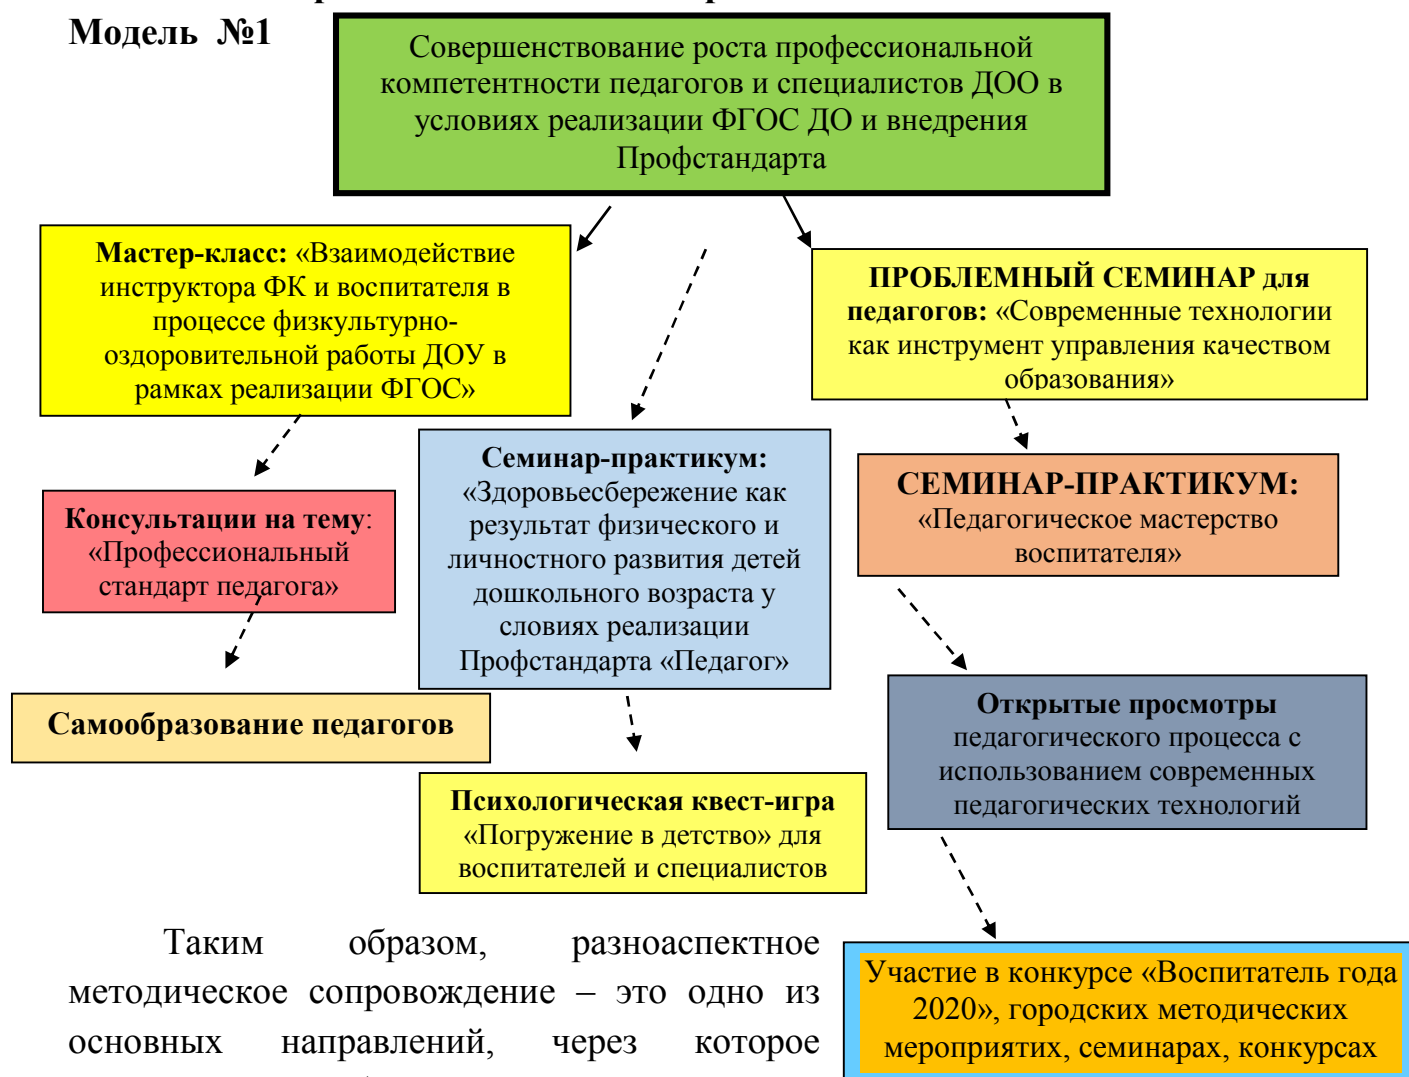 Модель №1
Совершенствование роста профессиональной
компетентности педагогов и специалистов ДОО в
условиях реализации ФГОС ДО и внедрения
Профстандарта
Мастер-класс: «Взаимодействие
инструктора ФК и воспитателя в
процессе физкультурно-
оздоровительной работы ДОУ в
рамках реализации ФГОС»
ПРОБЛЕМНЫЙ СЕМИНАР для
педагогов: «Современные технологии
как инструмент управления качеством
образования»
Консультации на тему:
«Профессиональный
стандарт педагога»
Семинар-практикум:
«Здоровьесбережение как
результат физического и
личностного развития детей
дошкольного возраста у
словиях реализации
Профстандарта «Педагог»
СЕМИНАР-ПРАКТИКУМ:
«Педагогическое мастерство
воспитателя»
Самообразование педагогов
Открытые просмотры
педагогического процесса с
использованием современных
педагогических технологий
Психологическая квест-игра
«Погружение в детство» для
воспитателей и специалистов
Таким образом, разноаспектное
методическое сопровождение – это одно из
основных направлений, через которое
Участие в конкурсе «Воспитатель года
2020», городских методических
мероприятих, семинарах, конкурсах